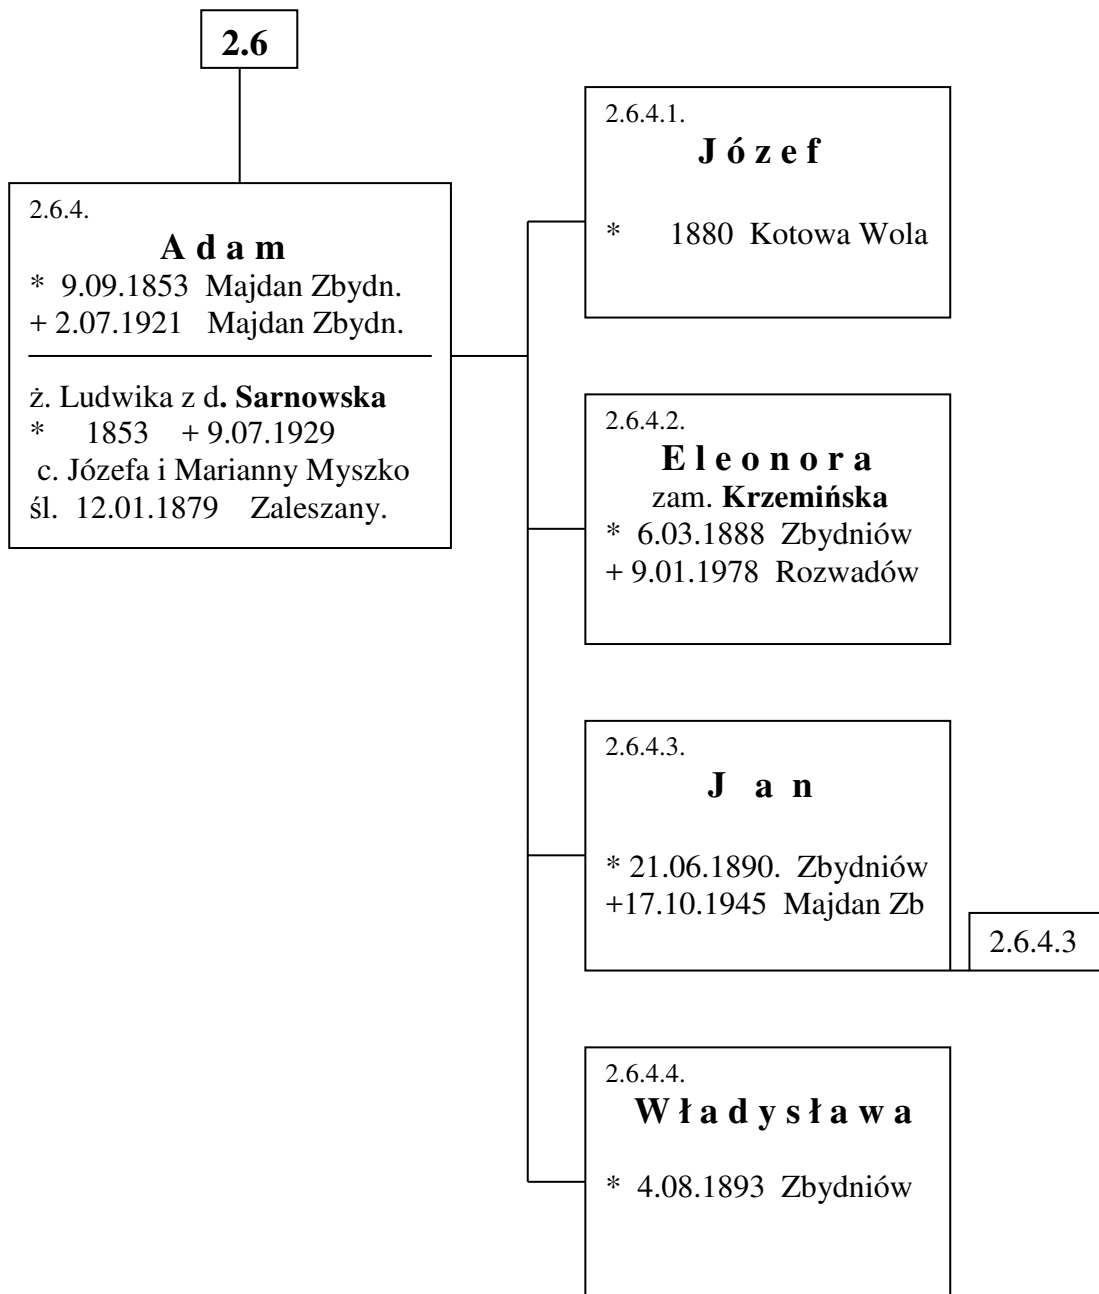 2.6
2.6.4.
A d a m
* 9.09.1853 Majdan Zbydn.
+ 2.07.1921 Majdan Zbydn.
ż. Ludwika z d. Sarnowska
* 1853 + 9.07.1929
c. Józefa i Marianny Myszko
śl. 12.01.1879 Zaleszany.
2.6.4.1.
J ó z e f
* 1880 Kotowa Wola
2.6.4.2.
E l e o n o r a
zam. Krzemińska
* 6.03.1888 Zbydniów
+ 9.01.1978 Rozwadów
2.6.4.3.
J a n
* 21.06.1890. Zbydniów
+17.10.1945 Majdan Zb
2.6.4.3
2.6.4.4.
W ł a d y s ł a w a
* 4.08.1893 Zbydniów